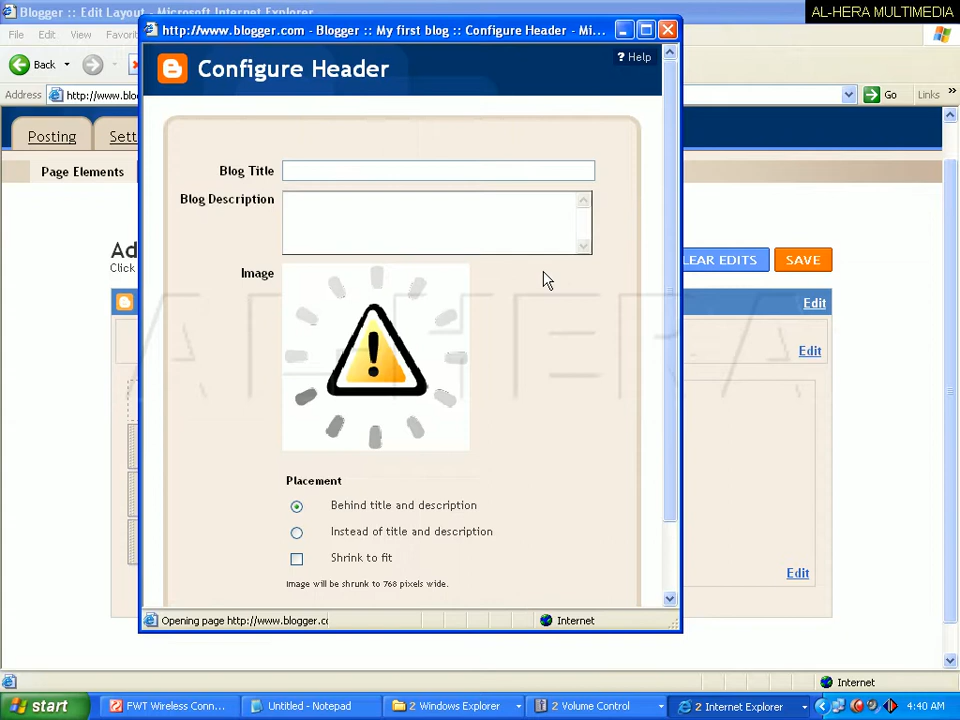 Blogger :: Edit Layout - Microsoft Internet Explorer
AL-HERA MULTIMEDIA
http://www.blogger.com - Blogger :: My first blog :: Configure Header - Mi...
File Edit View Favorit
Back
Address http://www.blo
Go Links »
? Help
Configure Header
Posting Sett
Page Elements
Blog Title
Blog Description
Ad
Click
LEAR EDITS SAVE
Image
Edit
AL-HERA
Edit
Placement
Behind title and description
Instead of title and description
Shrink to fit
Image will be shrunk to 768 pixels wide.
Edit
Opening page http://www.blogger.co
Internet
Internet
start FWT Wireless Conn... Untitled - Notepad 2 Windows Explorer 2 Volume Control 2 Internet Explorer 4:40 AM